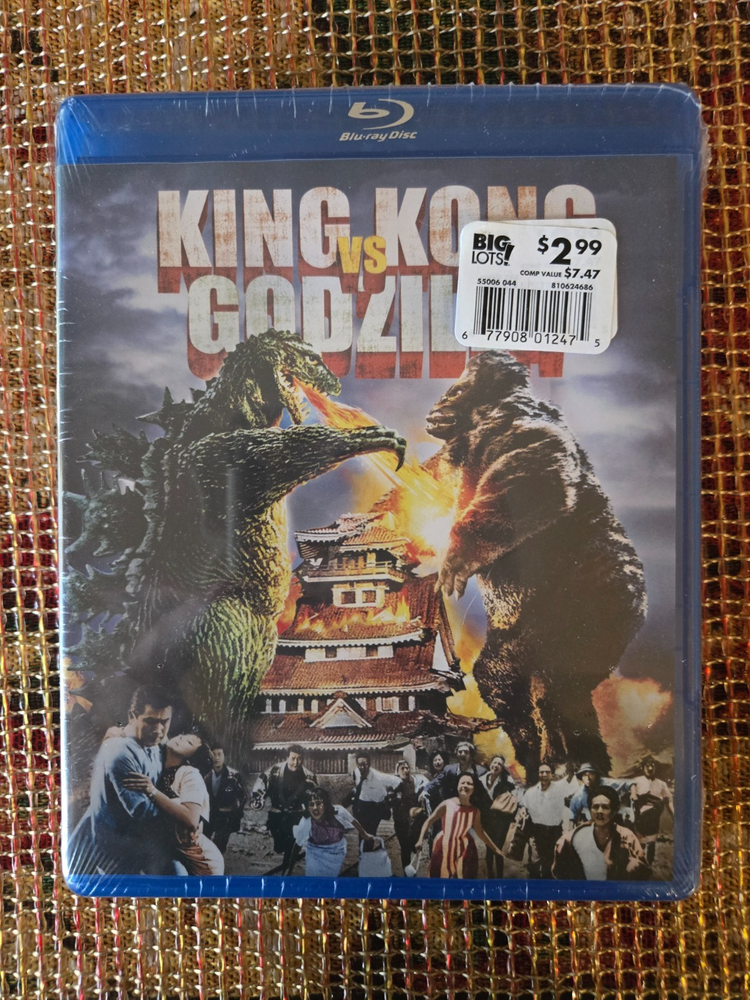 Blu-ray Disc
KING KONG
VS
GODZILLA
BIG LOTS!
$2.99
COMP VALUE $7.47
55006 044 810624686
6 77908 01247 5